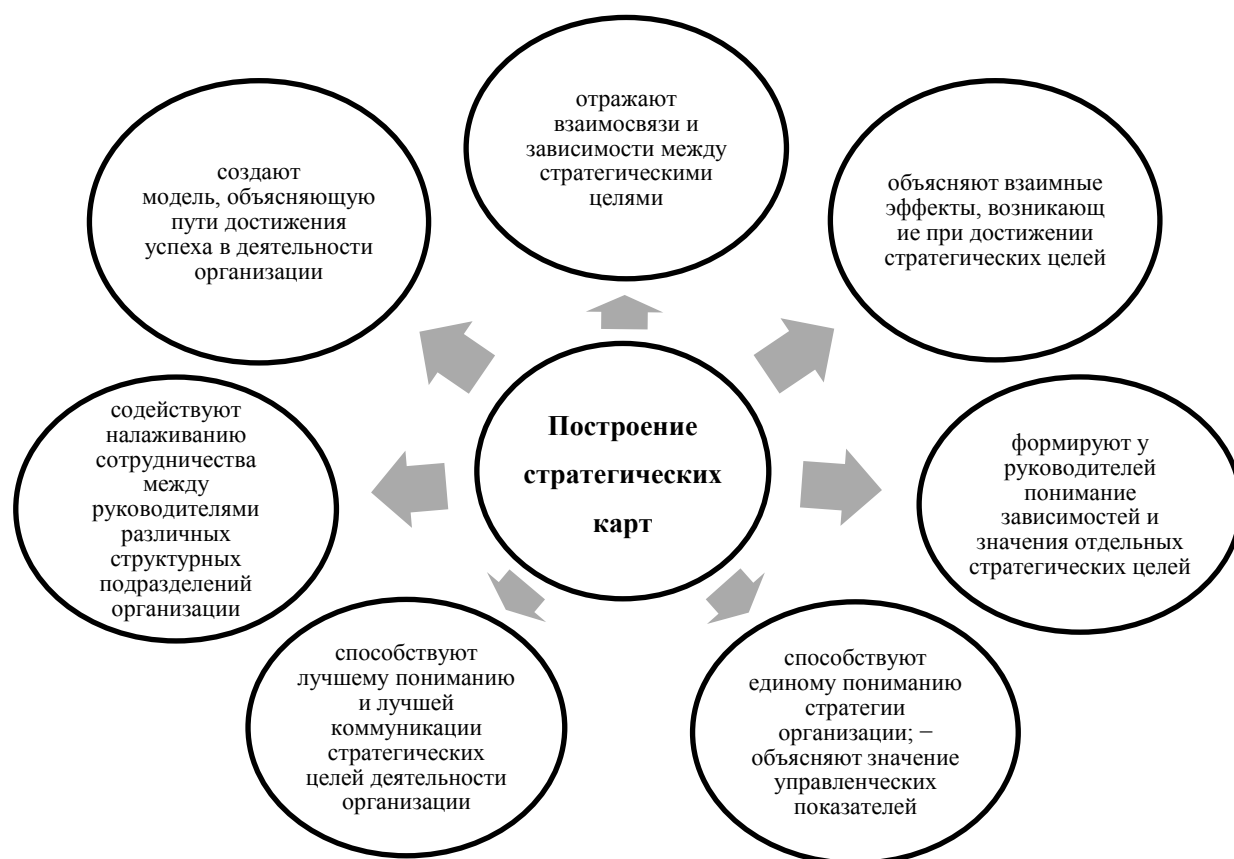 отражают
взаимосвязи и
зависимости между
стратегическими
целями
объясняют взаимные
эффекты, возникающ
ие при достижении
стратегических целей
формируют у
руководителей
понимание
зависимостей и
значения отдельных
стратегических целей
способствуют
единому пониманию
стратегии
организации; −
объясняют значение
управленческих
показателей
способствуют
лучшему пониманию
и лучшей
коммуникации
стратегических
целей деятельности
организации
содействуют
налаживанию
сотрудничества
между
руководителями
различных
структурных
подразделений
организации
создают
модель, объясняющую
пути достижения
успеха в деятельности
организации
Построение
стратегических
карт